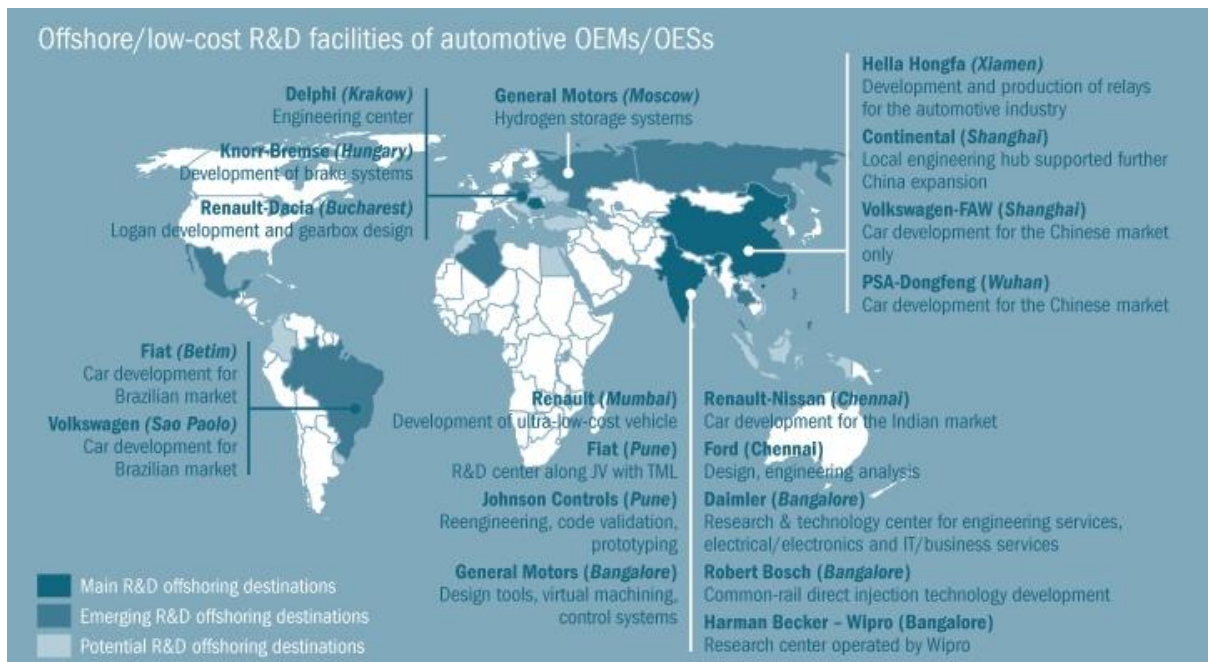 Offshore/low-cost R&D facilities of automotive OEMs/OESs
Delphi (Krakow)
Engineering center
Knorr-Bremse (Hungary)
Development of brake systems
Renault-Dacia (Bucharest)
Logan development and gearbox design
General Motors (Moscow)
Hydrogen storage systems
Hella Hongfa (Xiamen)
Development and production of relays
for the automotive industry
Continental (Shanghai)
Local engineering hub supported further
China expansion
Volkswagen-FAW (Shanghai)
Car development for the Chinese market
only
PSA-Dongfeng (Wuhan)
Car development for the Chinese market
Fiat (Betim)
Car development for
Brazilian market
Volkswagen (Sao Paolo)
Car development for
Brazilian market
Renault (Mumbai)
Development of ultra-low-cost vehicle
Fiat (Pune)
R&D center along JV with TML
Johnson Controls (Pune)
Reengineering, code validation,
prototyping
General Motors (Bangalore)
Design tools, virtual machining,
control systems
Renault-Nissan (Chennai)
Car development for the Indian market
Ford (Chennai)
Design, engineering analysis
Daimler (Bangalore)
Research & technology center for engineering services,
electrical/electronics and IT/business services
Robert Bosch (Bangalore)
Common-rail direct injection technology development
Harman Becker – Wipro (Bangalore)
Research center operated by Wipro
Main R&D offshoring destinations
Emerging R&D offshoring destinations
Potential R&D offshoring destinations